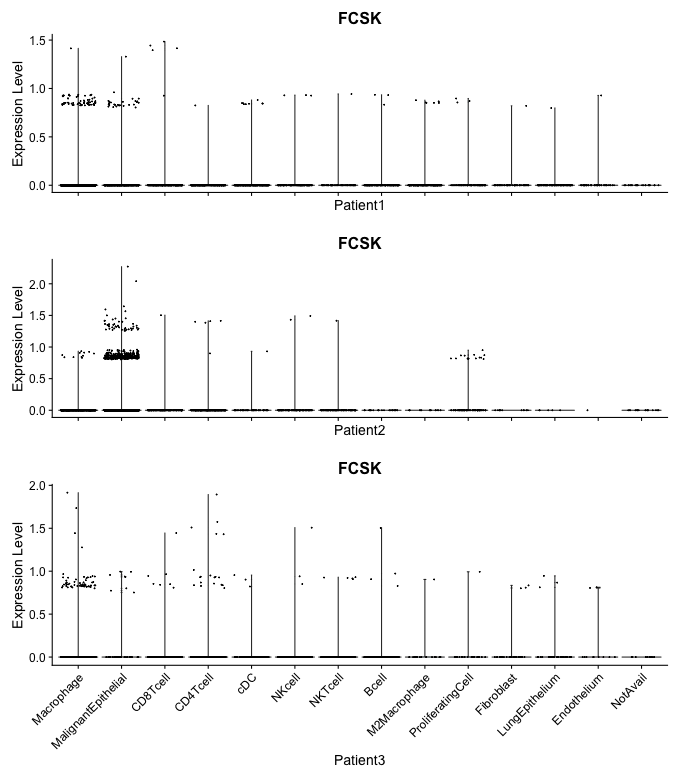 FCSK
Expression Level
1.5
1.0
0.5
0.0
Patient1
FCSK
Expression Level
2.0
1.5
1.0
0.5
0.0
Patient2
FCSK
Expression Level
2.0
1.5
1.0
0.5
0.0
Macrophage
MalignantEpithelial
CD8Tcell
CD4Tcell
cDC
NKcell
NKTcell
Bcell
M2Macrophage
ProliferatingCell
Fibroblast
LungEpithelium
Endothelium
NotAvail
Patient3